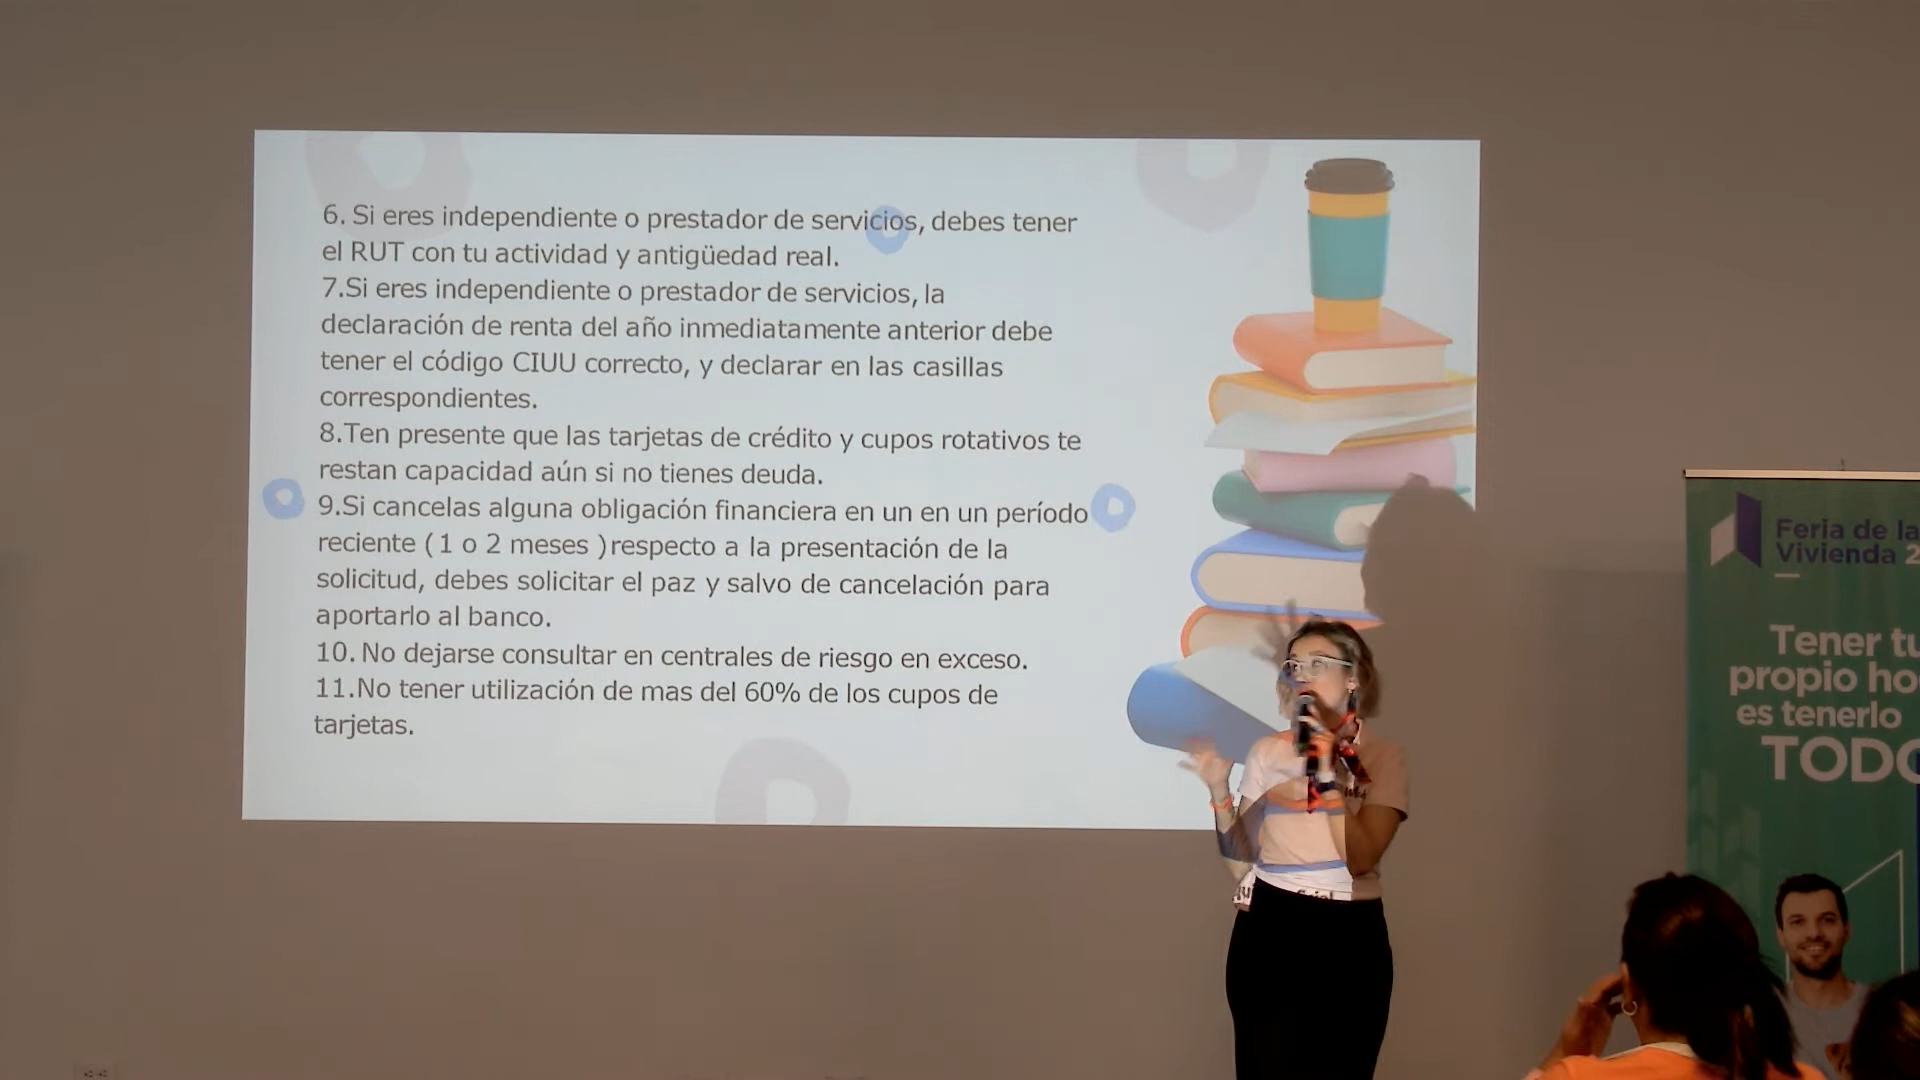 6. Si eres independiente o prestador de servicios, debes tener
el RUT con tu actividad y antigüedad real.
7.Si eres independiente o prestador de servicios, la
declaración de renta del año inmediatamente anterior debe
tener el código CIUU correcto, y declarar en las casillas
correspondientes.
8.Ten presente que las tarjetas de crédito y cupos rotativos te
restan capacidad aún si no tienes deuda.
9.Si cancelas alguna obligación financiera en un en un período
reciente ( 1 o 2 meses )respecto a la presentación de la
solicitud, debes solicitar el paz y salvo de cancelación para
aportarlo al banco.
10. No dejarse consultar en centrales de riesgo en exceso.
11.No tener utilización de mas del 60% de los cupos de
tarjetas.
Feria de la
Vivienda 2
Tener tu
propio ho
es tenerlo
TODO